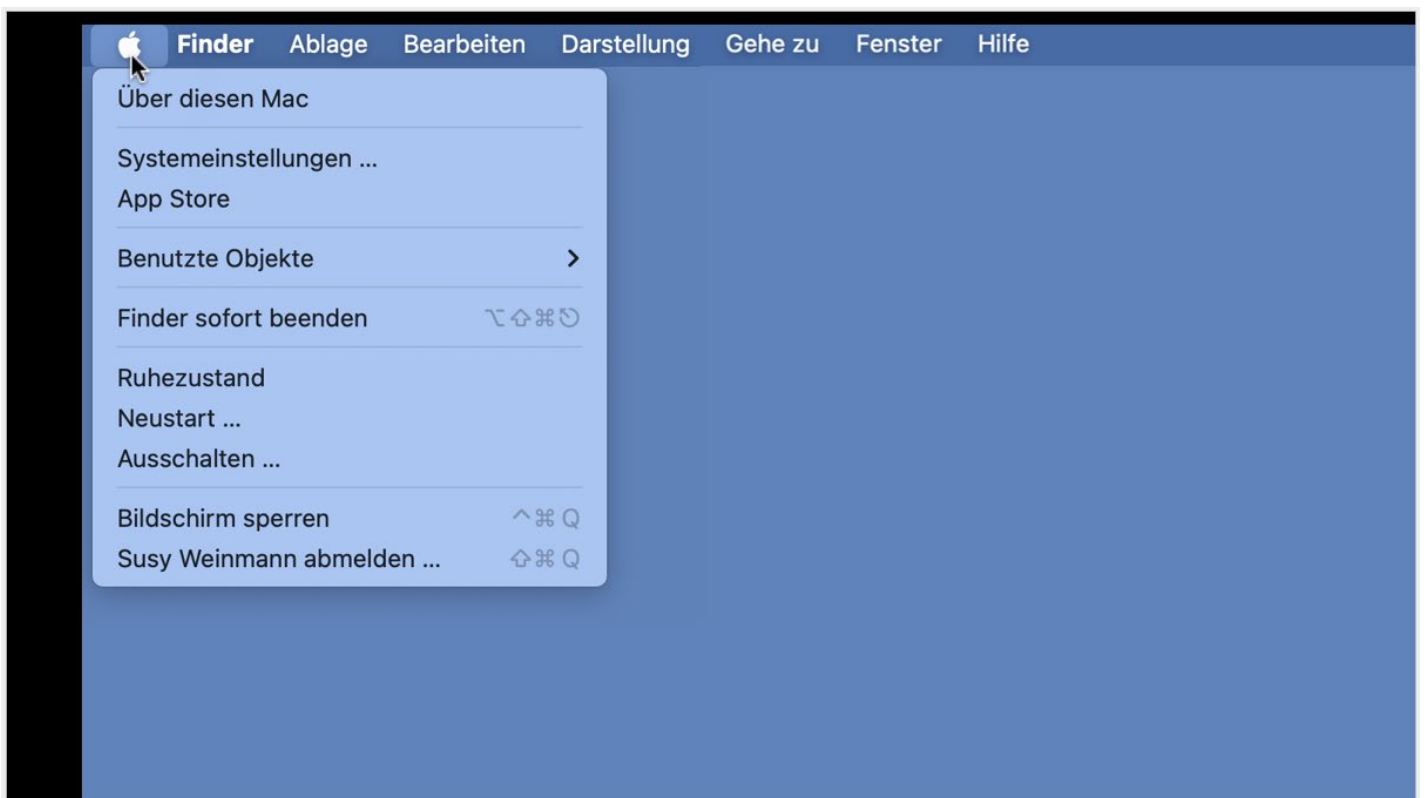 Finder Ablage Bearbeiten Darstellung Gehe zu Fenster Hilfe
Über diesen Mac
Systemeinstellungen ...
App Store
Benutzte Objekte
Finder sofort beenden ⌥⇧⌘⎋
Ruhezustand
Neustart ...
Ausschalten ...
Bildschirm sperren ^⌘Q
Susy Weinmann abmelden ... ⇧⌘Q